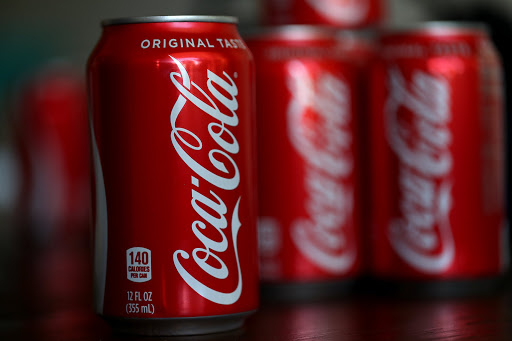 ORIGINAL TASTE
Coca-Cola
140
CALORIES
PER CAN
12 FL OZ
(355 mL)
Coca-Cola
Coca-Cola